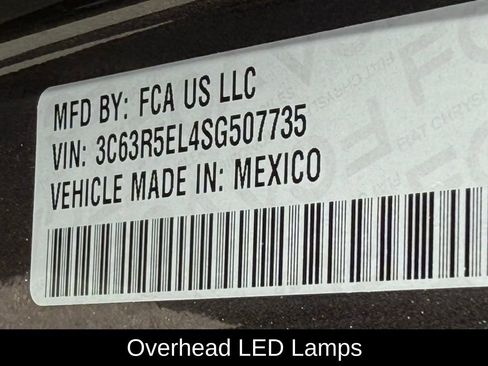 MFD BY: FCA US LLC
VIN: 3C63R5EL4SG507735
VEHICLE MADE IN: MEXICO
Overhead LED Lamps